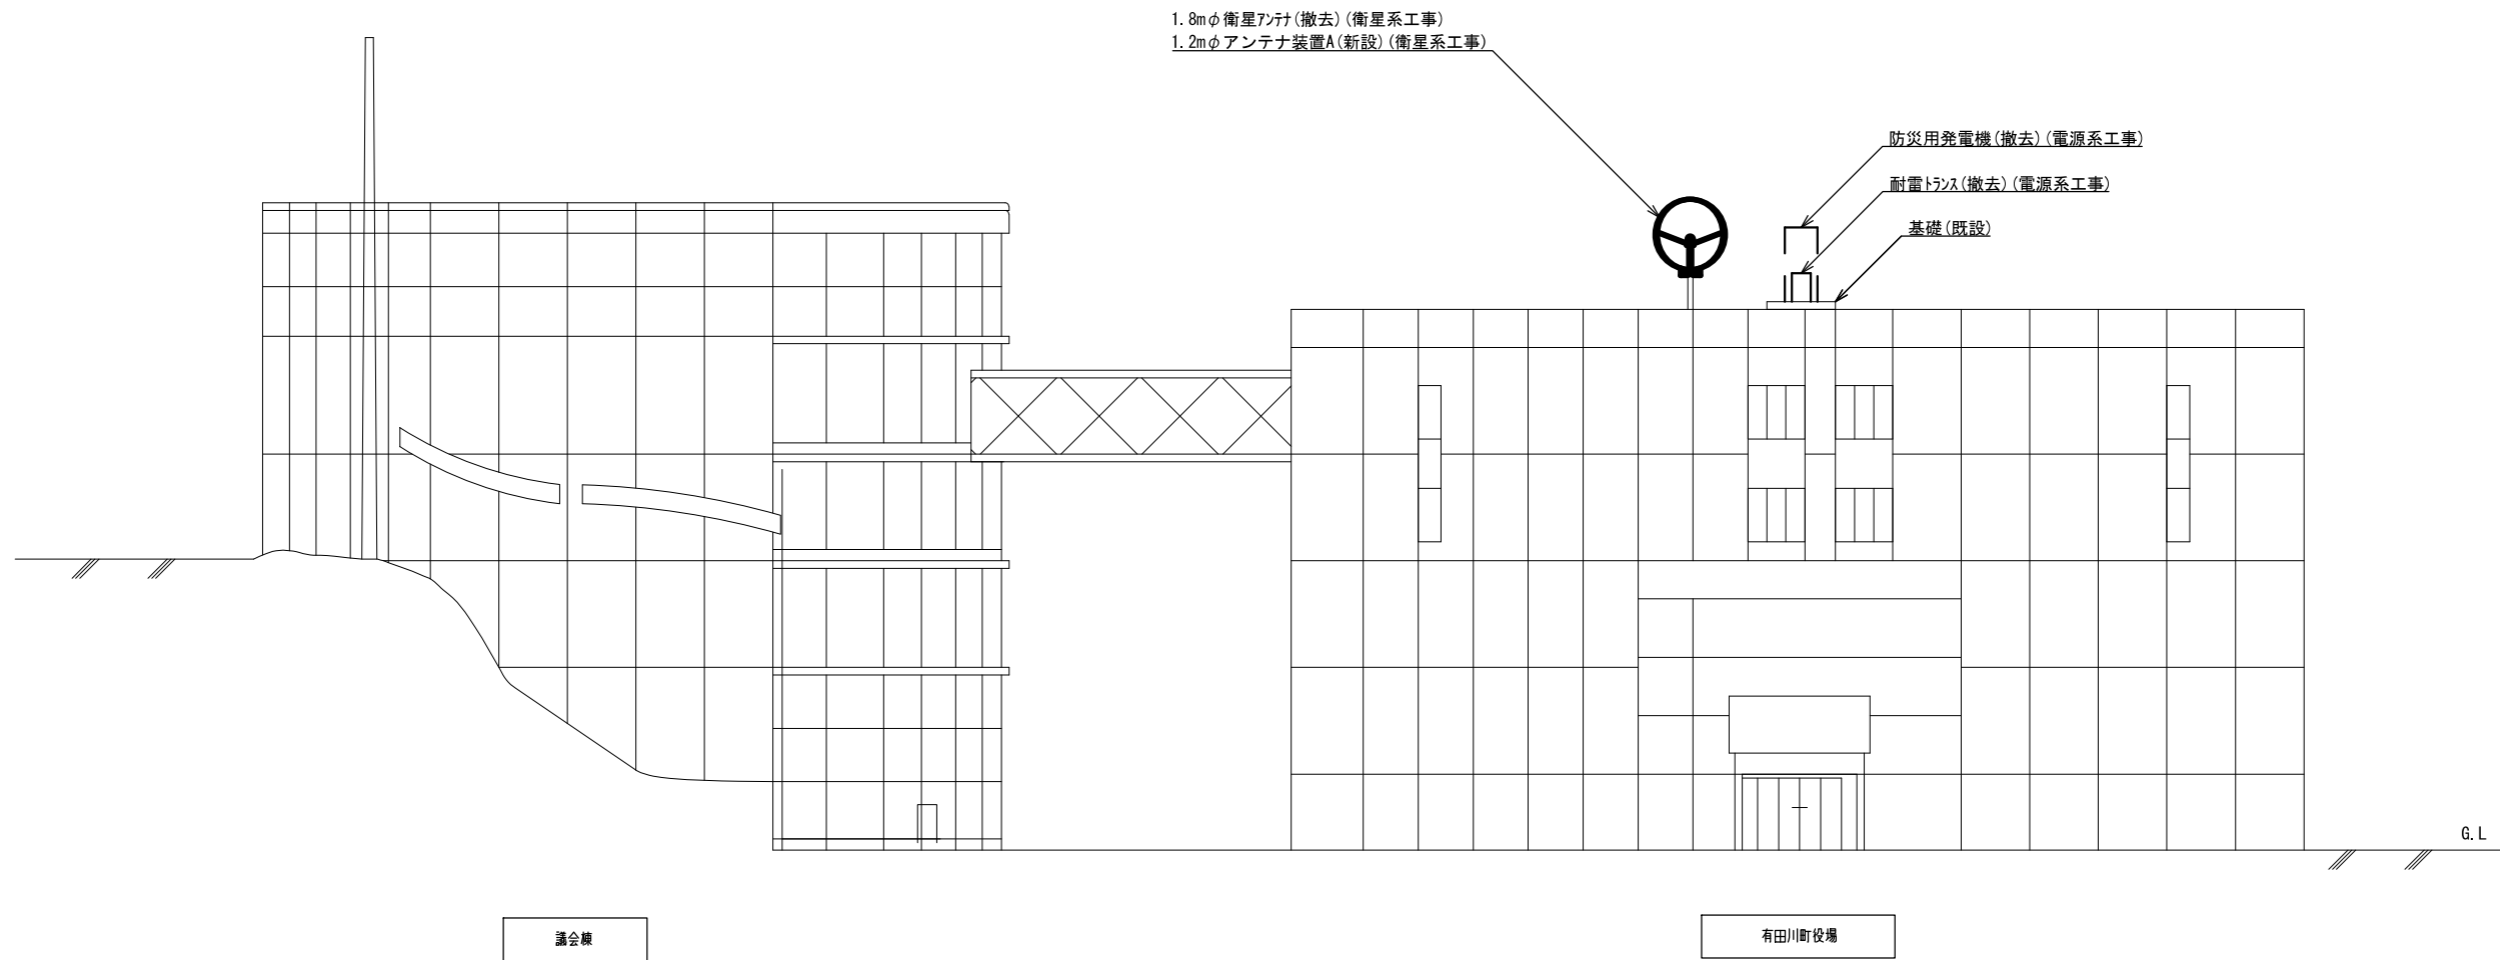 1.8mφ衛星ｱﾝﾃﾅ(撤去)(衛星系工事)
1.2mφアンテナ装置A(新設)(衛星系工事)
防災用発電機(撤去)(電源系工事)
耐雷ﾄﾗﾝｽ(撤去)(電源系工事)
基礎(既設)
G.L
議会棟
有田川町役場